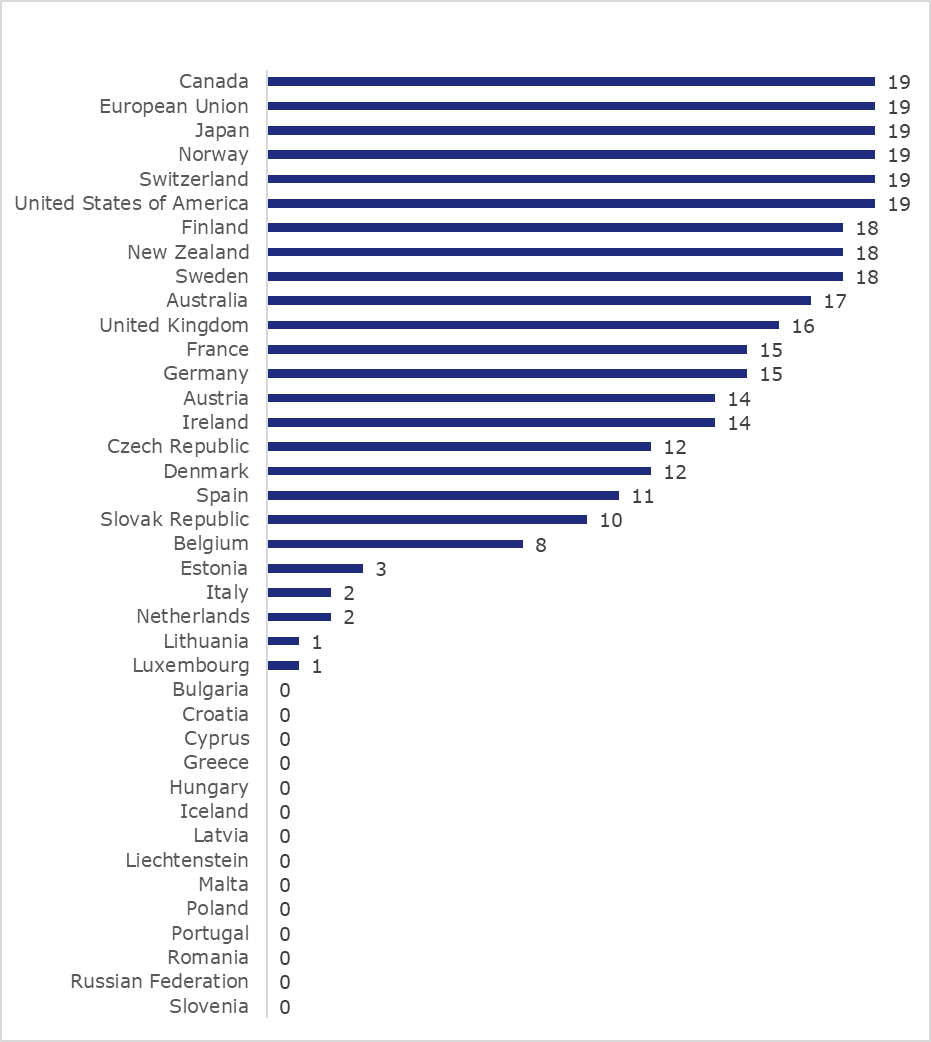 Canada 19
European Union 19
Japan 19
Norway 19
Switzerland 19
United States of America 19
Finland 18
New Zealand 18
Sweden 18
Australia 17
United Kingdom 16
France 15
Germany 15
Austria 14
Ireland 14
Czech Republic 12
Denmark 12
Spain 11
Slovak Republic 10
Belgium 8
Estonia 3
Italy 2
Netherlands 2
Lithuania 1
Luxembourg 1
Bulgaria 0
Croatia 0
Cyprus 0
Greece 0
Hungary 0
Iceland 0
Latvia 0
Liechtenstein 0
Malta 0
Poland 0
Portugal 0
Romania 0
Russian Federation 0
Slovenia 0